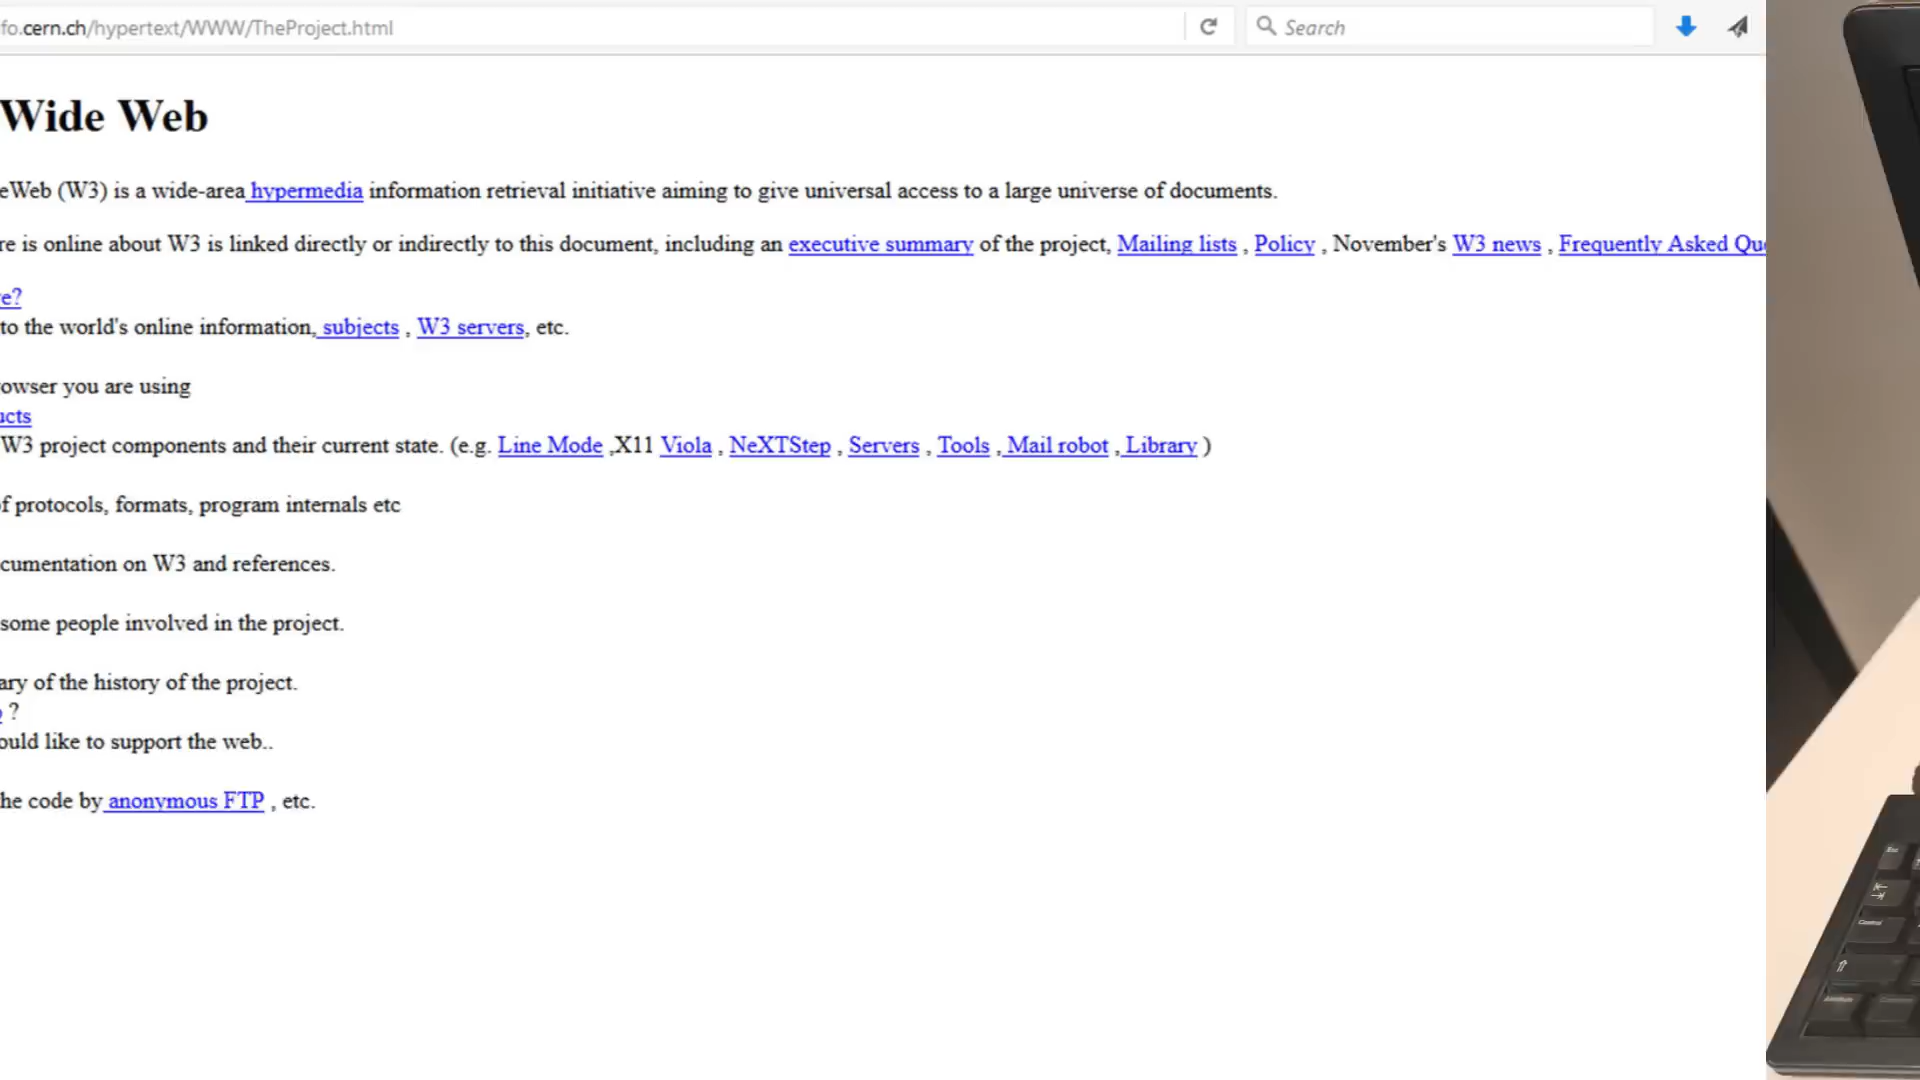 fo.cern.ch/hypertext/WWW/TheProject.html
Search
Wide Web
eWeb (W3) is a wide-area hypermedia information retrieval initiative aiming to give universal access to a large universe of documents.
re is online about W3 is linked directly or indirectly to this document, including an executive summary of the project, Mailing lists , Policy , November's W3 news , Frequently Asked Qu
e?
to the world's online information, subjects , W3 servers, etc.
owser you are using
ucts
W3 project components and their current state. (e.g. Line Mode ,X11 Viola , NeXTStep , Servers , Tools , Mail robot , Library )
f protocols, formats, program internals etc
cumentation on W3 and references.
some people involved in the project.
ary of the history of the project.
?
ould like to support the web..
he code by anonymous FTP , etc.
Esc
Control
Alternate